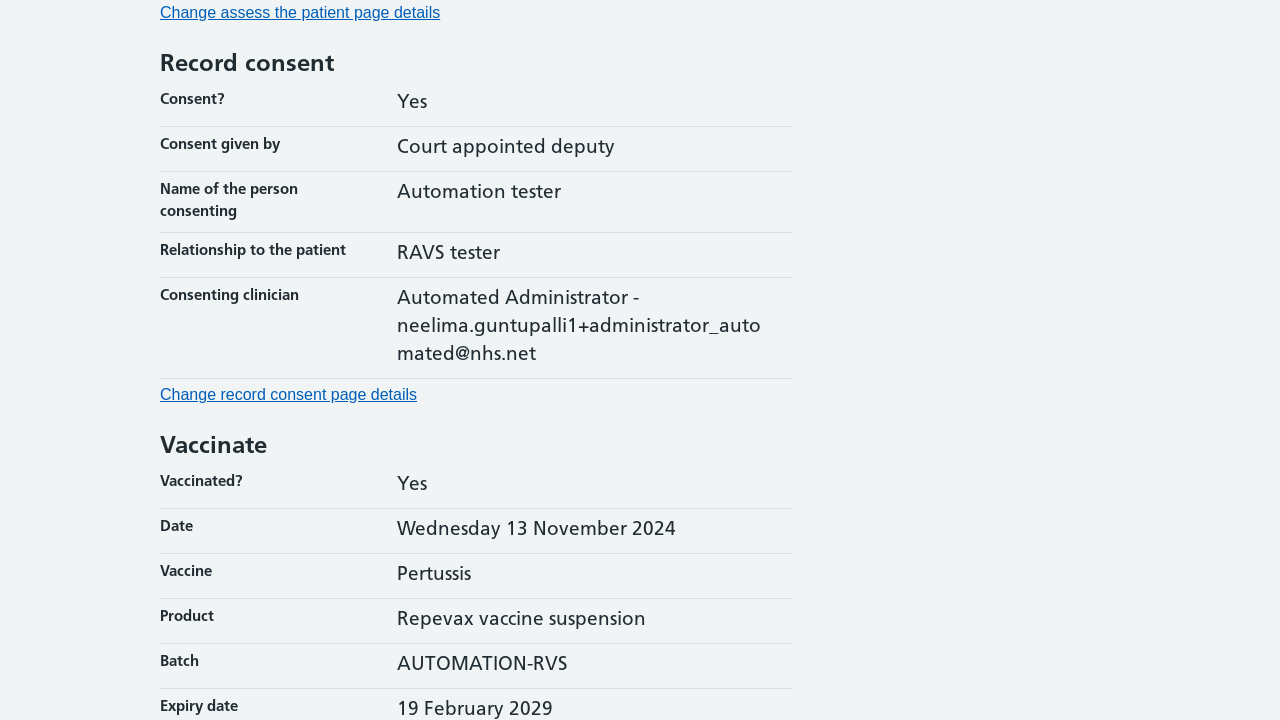 Change assess the patient page details
Record consent
Consent? Yes
Consent given by Court appointed deputy
Name of the person consenting Automation tester
Relationship to the patient RAVS tester
Consenting clinician Automated Administrator -
neelima.guntupalli1+administrator_auto
mated@nhs.net
Change record consent page details
Vaccinate
Vaccinated? Yes
Date Wednesday 13 November 2024
Vaccine Pertussis
Product Repevax vaccine suspension
Batch AUTOMATION-RVS
Expiry date 19 February 2029